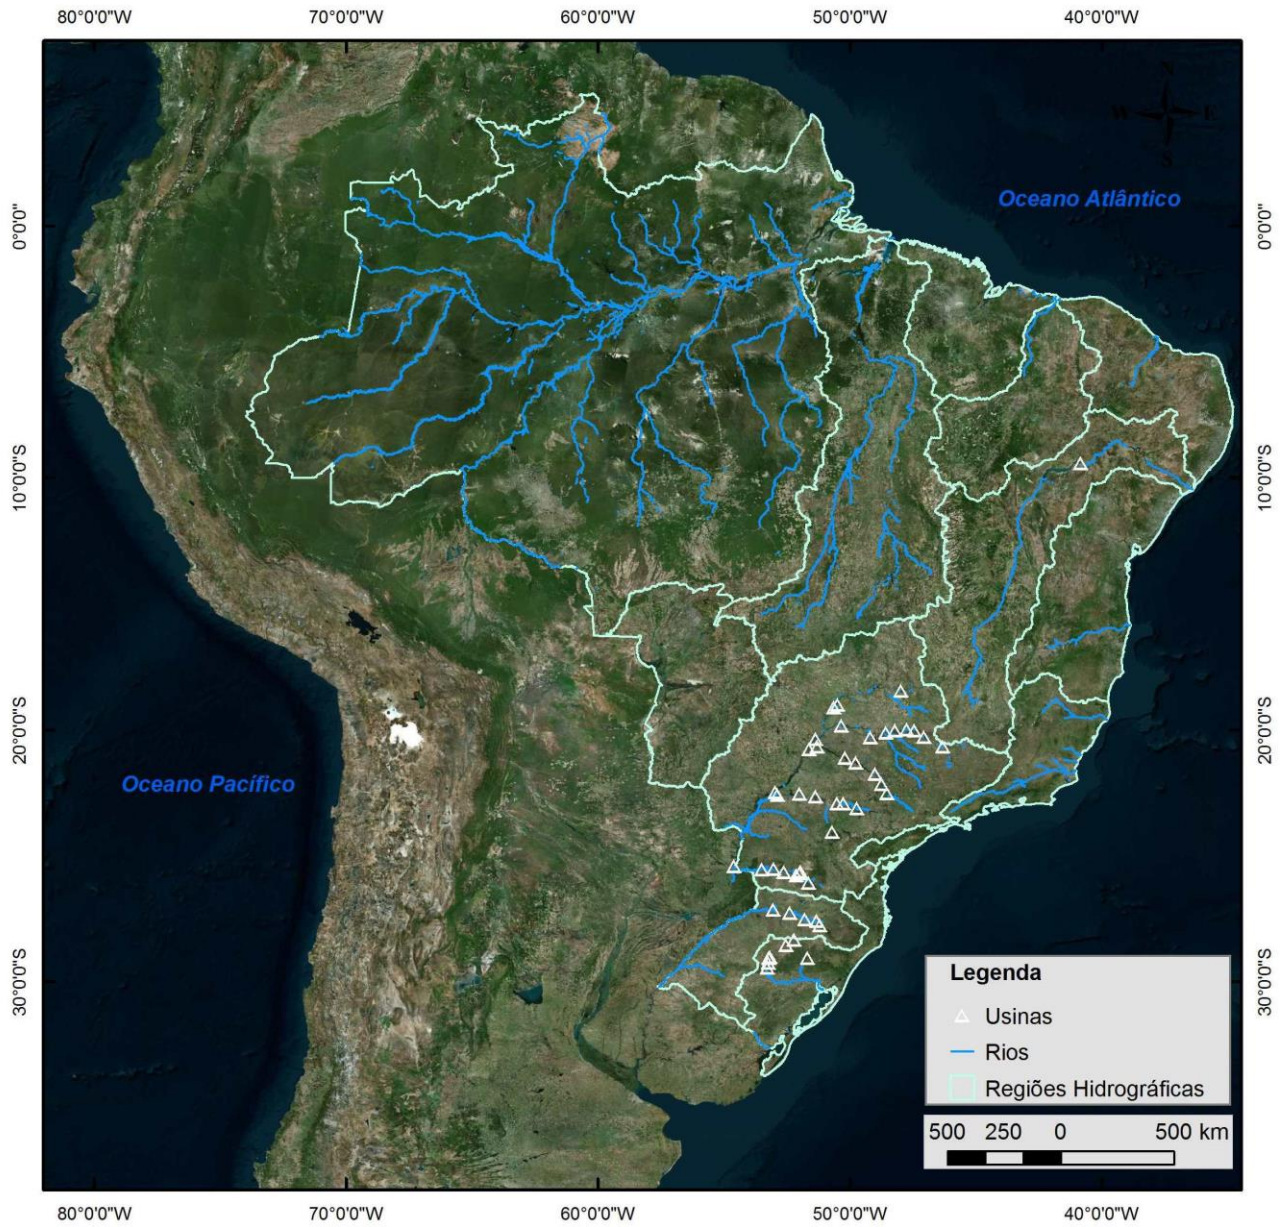 80°0'0"W 70°0'0"W 60°0'0"W 50°0'0"W 40°0'0"W
N
W E
S
Oceano Atlântico
0°0'0" 0°0'0"
10°0'0"S 10°0'0"S
20°0'0"S 20°0'0"S
Oceano Pacífico
30°0'0"S 30°0'0"S
Legenda
Usinas
Rios
Regiões Hidrográficas
500 250 0 500 km
80°0'0"W 70°0'0"W 60°0'0"W 50°0'0"W 40°0'0"W